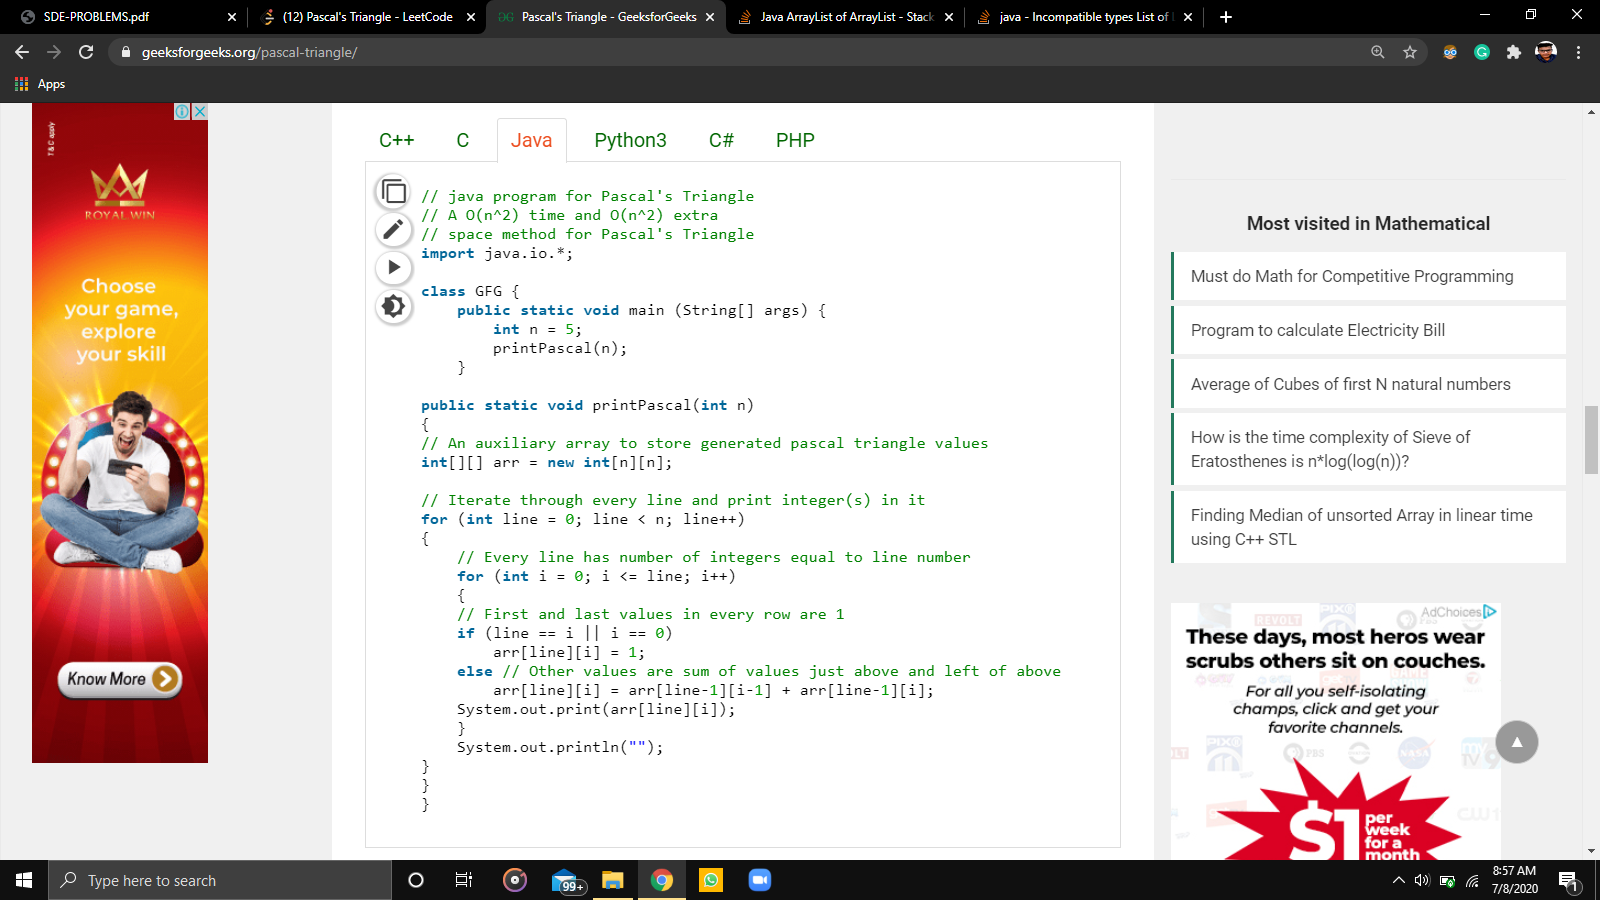 SDE-PROBLEMS.pdf
(12) Pascal's Triangle - LeetCode
Pascal's Triangle - GeeksforGeeks
Java ArrayList of ArrayList - Stack
java - Incompatible types List of
geeksforgeeks.org/pascal-triangle/
Apps
T & C apply
ROYAL WIN
Choose
your game,
explore
your skill
Know More
C++ C Java Python3 C# PHP
// java program for Pascal's Triangle
// A O(n^2) time and O(n^2) extra
// space method for Pascal's Triangle
import java.io.*;
class GFG {
public static void main (String[] args) {
int n = 5;
printPascal(n);
}
public static void printPascal(int n)
{
// An auxiliary array to store generated pascal triangle values
int[][] arr = new int[n][n];
// Iterate through every line and print integer(s) in it
for (int line = 0; line < n; line++)
{
// Every line has number of integers equal to line number
for (int i = 0; i <= line; i++)
{
// First and last values in every row are 1
if (line == i || i == 0)
arr[line][i] = 1;
else // Other values are sum of values just above and left of above
arr[line][i] = arr[line-1][i-1] + arr[line-1][i];
System.out.print(arr[line][i]);
}
System.out.println("");
}
}
}
Most visited in Mathematical
Must do Math for Competitive Programming
Program to calculate Electricity Bill
Average of Cubes of first N natural numbers
How is the time complexity of Sieve of
Eratosthenes is n*log(log(n))?
Finding Median of unsorted Array in linear time
using C++ STL
AdChoices
REVOLT
These days, most heros wear
scrubs others sit on couches.
For all you self-isolating
champs, click and get your
favorite channels.
PBS
NASA
$1 per
week
for a
month
Type here to search
99+
8:57 AM
7/8/2020
1